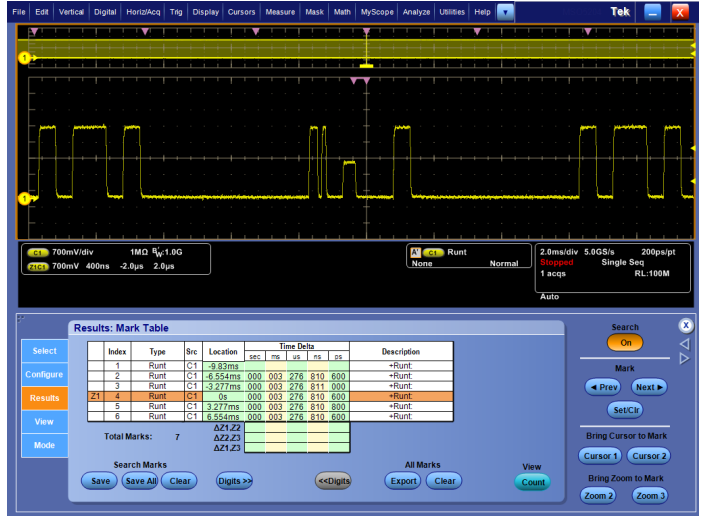 File Edit Vertical Digital Horiz/Acq Trig Display Cursors Measure Mask Math MyScope Analyze Utilities Help Tek X
1
1
C1 700mV/div 1MΩ BW:1.0G
Z1C1 700mV 400ns -2.0µs 2.0µs
A' C1 Runt
None Normal
2.0ms/div 5.0GS/s 200ps/pt
Stopped Single Seq
1 acqs RL:100M
Auto
Results: Mark Table
Select
Configure
Results
View
Mode
Index Type Src Location Time Delta Description
sec ms us ns ps
1 Runt C1 -9.83ms +Runt:
2 Runt C1 -6.554ms 000 003 276 810 600 +Runt:
3 Runt C1 -3.277ms 000 003 276 811 000 +Runt:
Z1 4 Runt C1 0s 000 003 276 810 600 +Runt:
5 Runt C1 3.277ms 000 003 276 810 800 +Runt:
6 Runt C1 6.554ms 000 003 276 810 600 +Runt:
Total Marks: 7
ΔZ1.Z2
ΔZ2.Z3
ΔZ1.Z3
Search Marks
Save Save All Clear Digits >> <<Digits
All Marks
Export Clear
View
Count
Search
On
X
Mark
◄ Prev Next ►
Set/Clr
Bring Cursor to Mark
Cursor 1 Cursor 2
Bring Zoom to Mark
Zoom 2 Zoom 3